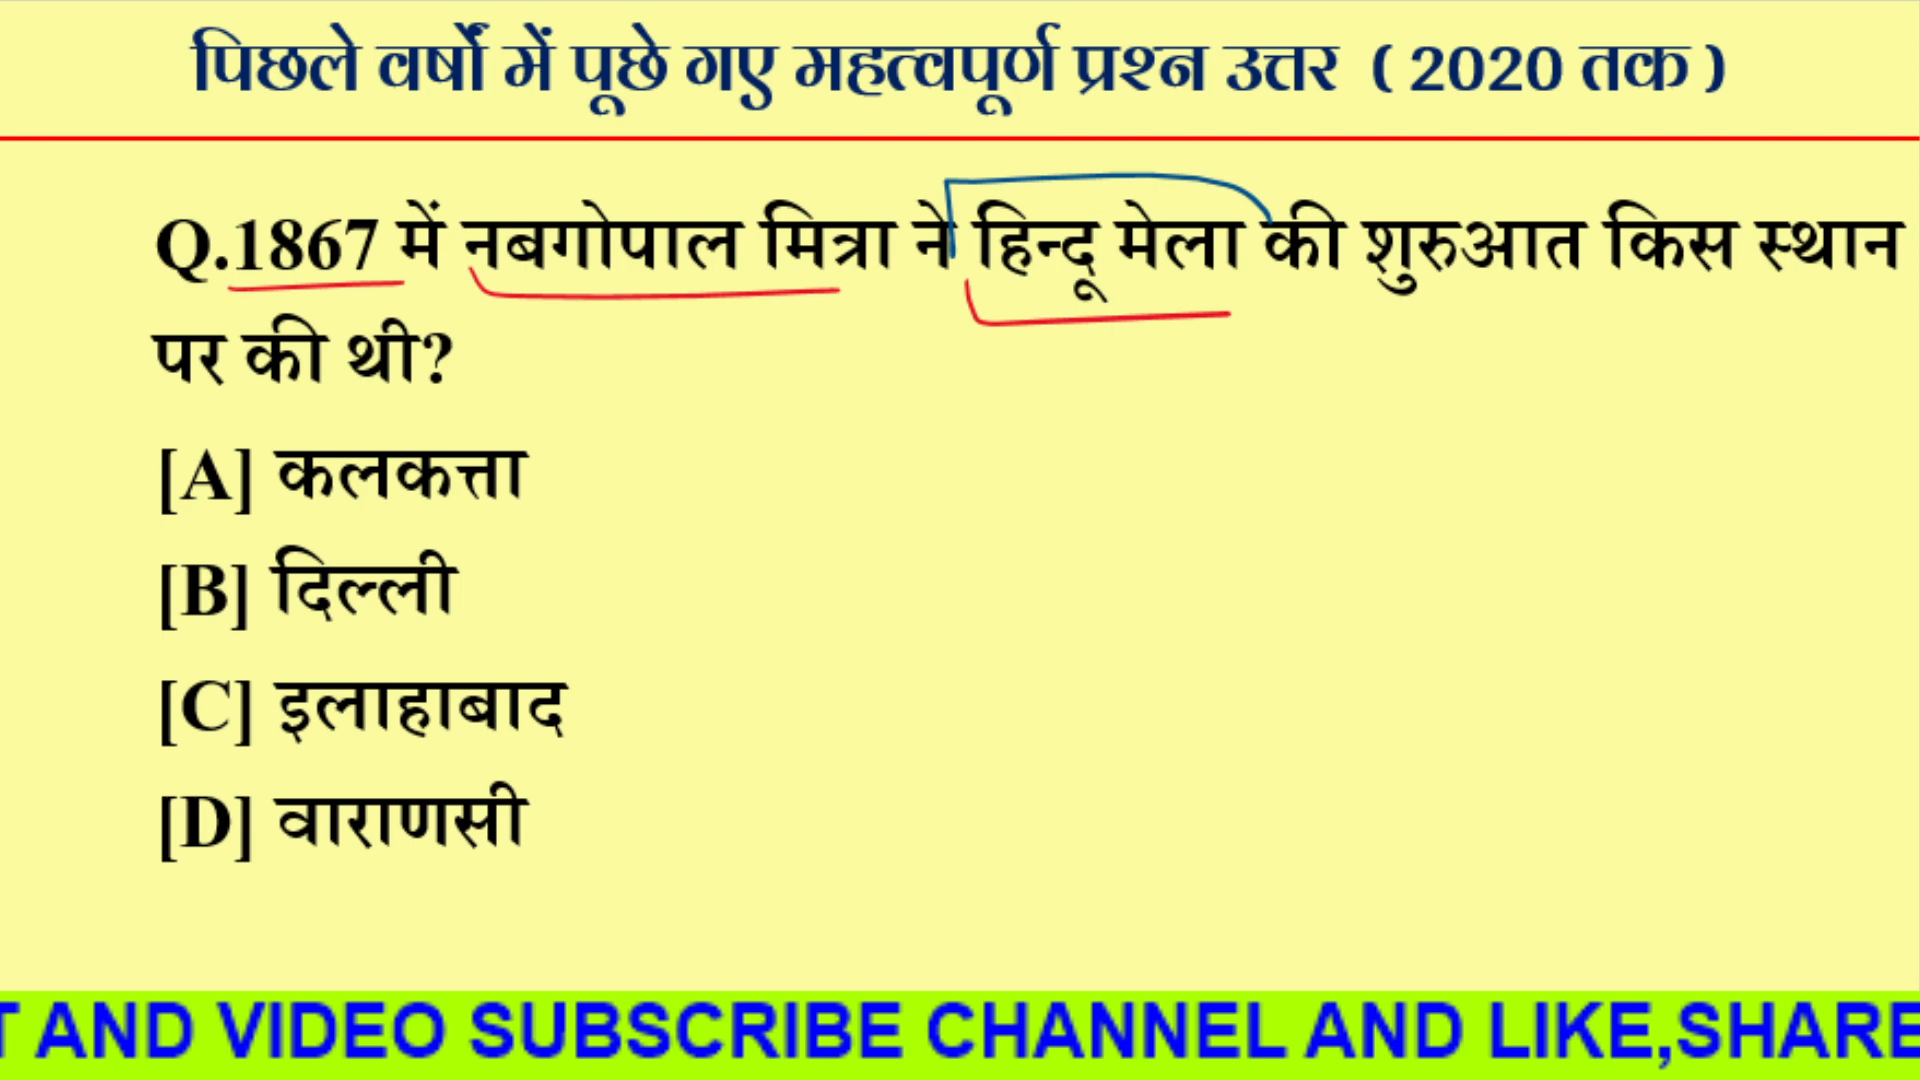 पिछले वर्षों में पूछे गए महत्वपूर्ण प्रश्न उत्तर ( 2020 तक )
Q.1867 में नबगोपाल मित्रा ने हिन्दू मेला की शुरुआत किस स्थान
पर की थी?
[A] कलकत्ता
[B] दिल्ली
[C] इलाहाबाद
[D] वाराणसी
T AND VIDEO SUBSCRIBE CHANNEL AND LIKE,SHARE